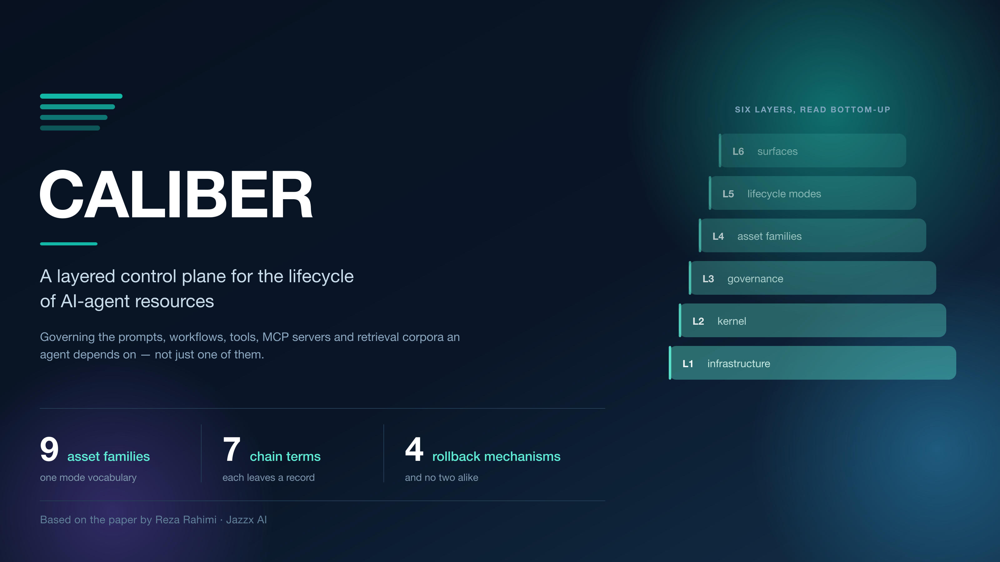 CALIBER
A layered control plane for the lifecycle
of AI-agent resources
Governing the prompts, workflows, tools, MCP servers and retrieval corpora an
agent depends on — not just one of them.
9 asset families
one mode vocabulary
7 chain terms
each leaves a record
4 rollback mechanisms
and no two alike
Based on the paper by Reza Rahimi · Jazzx AI
SIX LAYERS, READ BOTTOM-UP
L6 surfaces
L5 lifecycle modes
L4 asset families
L3 governance
L2 kernel
L1 infrastructure